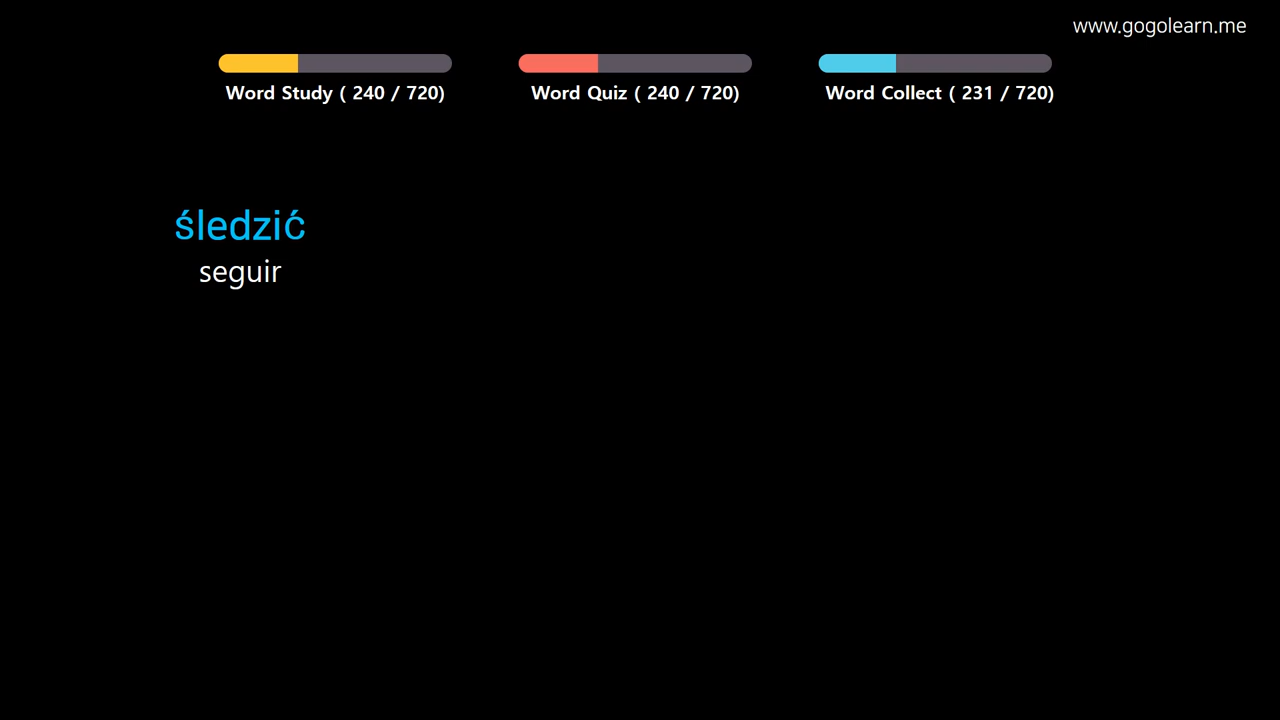 www.gogolearn.me
Word Study ( 240 / 720)
Word Quiz ( 240 / 720)
Word Collect ( 231 / 720)
śledzić
seguir